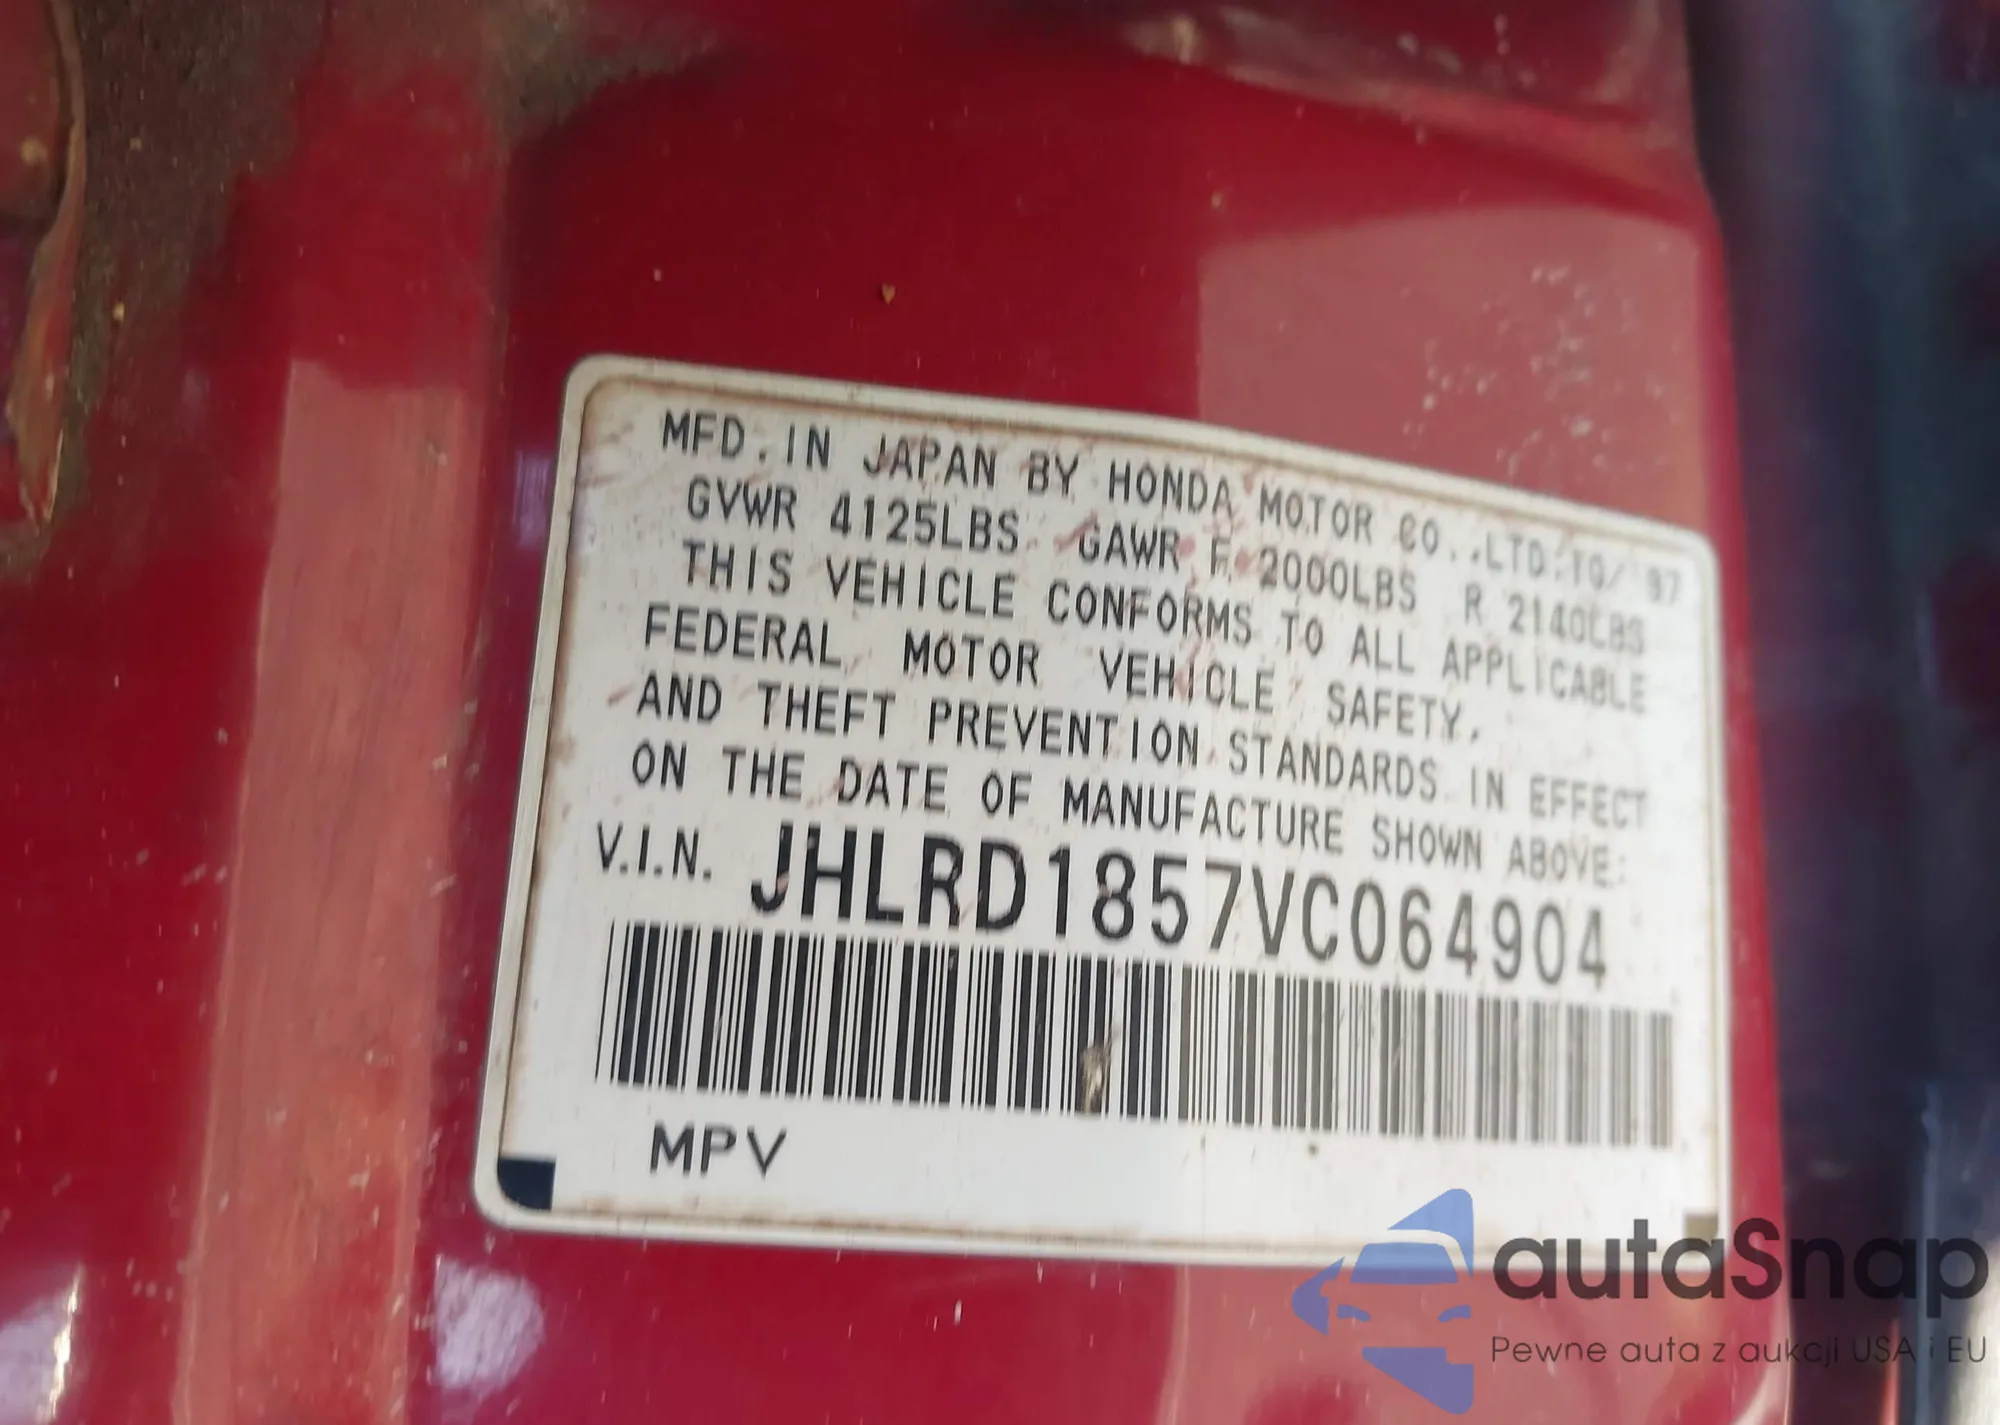 MFD. IN JAPAN BY HONDA MOTOR CO.,LTD. 10/ 97
GVWR 4125LBS GAWR F 2000LBS R 2140LBS
THIS VEHICLE CONFORMS TO ALL APPLICABLE
FEDERAL MOTOR VEHICLE SAFETY,
AND THEFT PREVENTION STANDARDS IN EFFECT
ON THE DATE OF MANUFACTURE SHOWN ABOVE:
V.I.N. JHLRD1857VC064904
MPV
autaSnap
Pewne auta z aukcji USA i EU